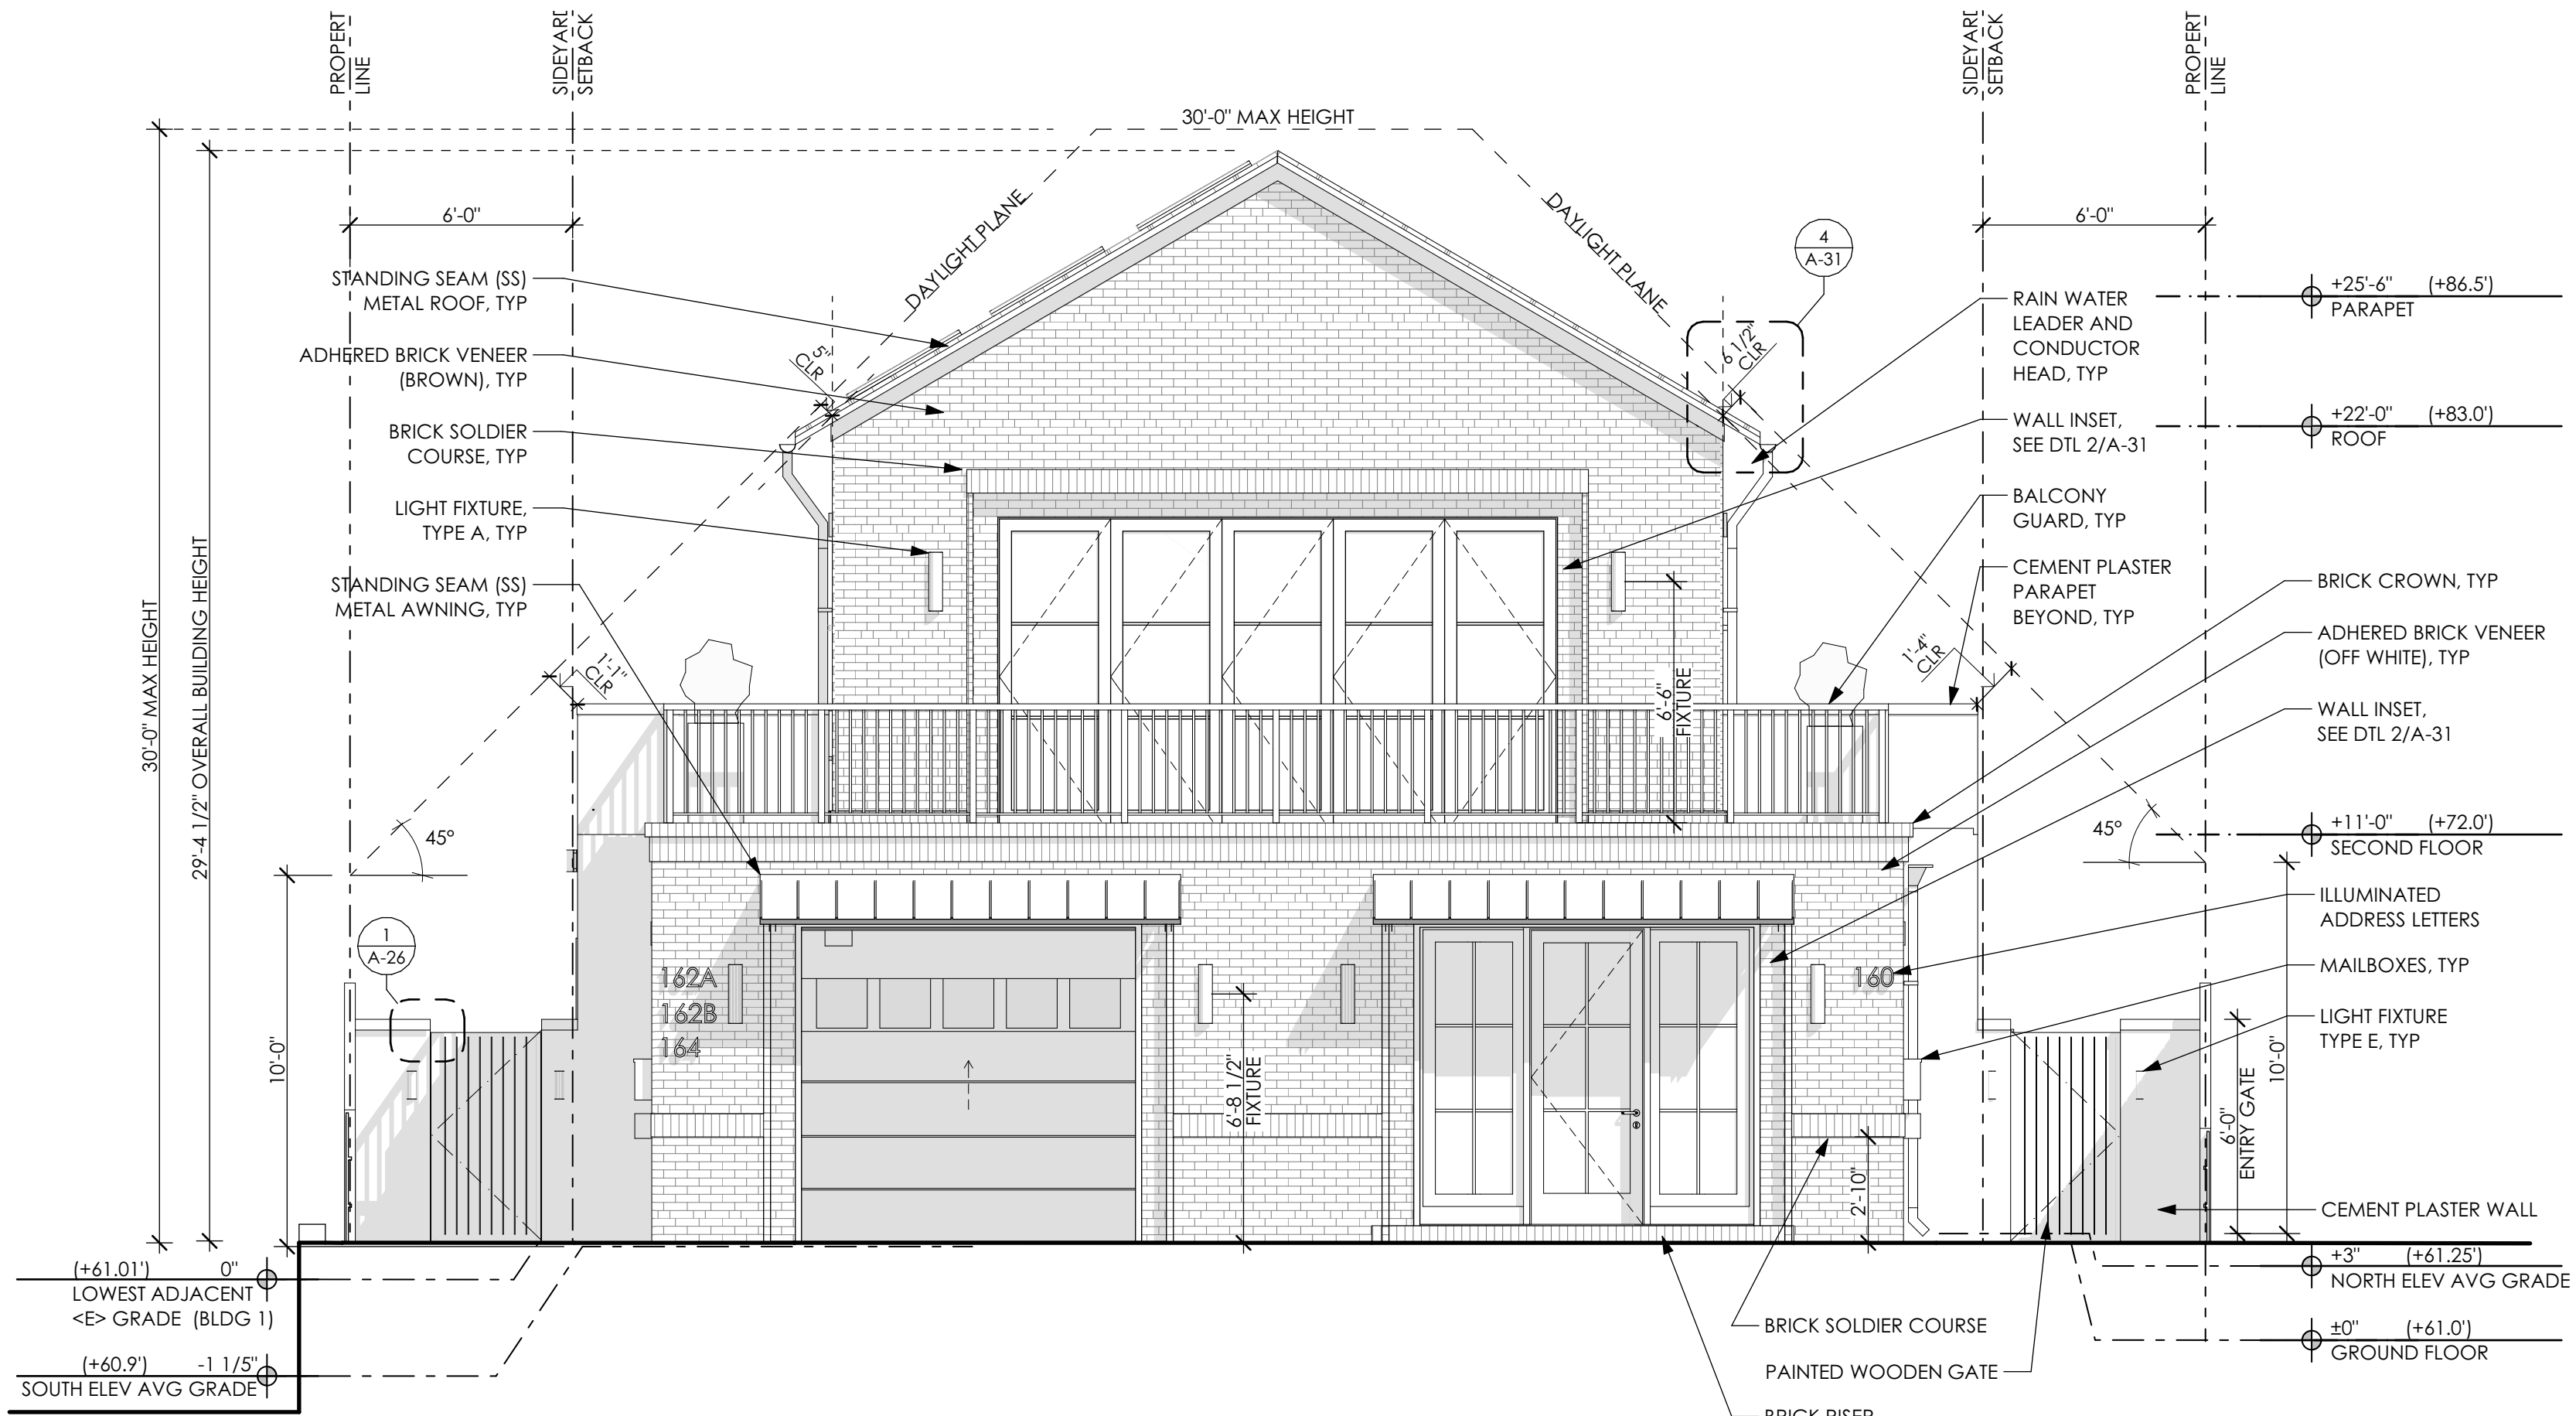 PROPERT
LINE
SIDEYARD
SETBACK
SIDEYARD
SETBACK
PROPERT
LINE
30'-0" MAX HEIGHT
6'-0"
6'-0"
DAYLIGHT PLANE
DAYLIGHT PLANE
4
A-31
STANDING SEAM (SS)
METAL ROOF, TYP
ADHERED BRICK VENEER
(BROWN), TYP
BRICK SOLDIER
COURSE, TYP
LIGHT FIXTURE,
TYPE A, TYP
STANDING SEAM (SS)
METAL AWNING, TYP
5"
CLR
6 1/2"
CLR
RAIN WATER
LEADER AND
CONDUCTOR
HEAD, TYP
WALL INSET,
SEE DTL 2/A-31
BALCONY
GUARD, TYP
CEMENT PLASTER
PARAPET
BEYOND, TYP
+25'-6" (+86.5')
PARAPET
+22'-0" (+83.0')
ROOF
BRICK CROWN, TYP
ADHERED BRICK VENEER
(OFF WHITE), TYP
WALL INSET,
SEE DTL 2/A-31
30'-0" MAX HEIGHT
29'-4 1/2" OVERALL BUILDING HEIGHT
1'-1"
CLR
1'-4"
CLR
6'-6"
FIXTURE
45°
45°
+11'-0" (+72.0')
SECOND FLOOR
ILLUMINATED
ADDRESS LETTERS
MAILBOXES, TYP
LIGHT FIXTURE
TYPE E, TYP
1
A-26
162A
162B
164
160
10'-0"
6'-8 1/2"
FIXTURE
2'-10"
6'-0"
ENTRY GATE
10'-0"
CEMENT PLASTER WALL
(+61.01') 0"
LOWEST ADJACENT
<E> GRADE (BLDG 1)
(+60.9') -1 1/5"
SOUTH ELEV AVG GRADE
+3" (+61.25')
NORTH ELEV AVG GRADE
±0" (+61.0')
GROUND FLOOR
BRICK SOLDIER COURSE
PAINTED WOODEN GATE
BRICK RISER